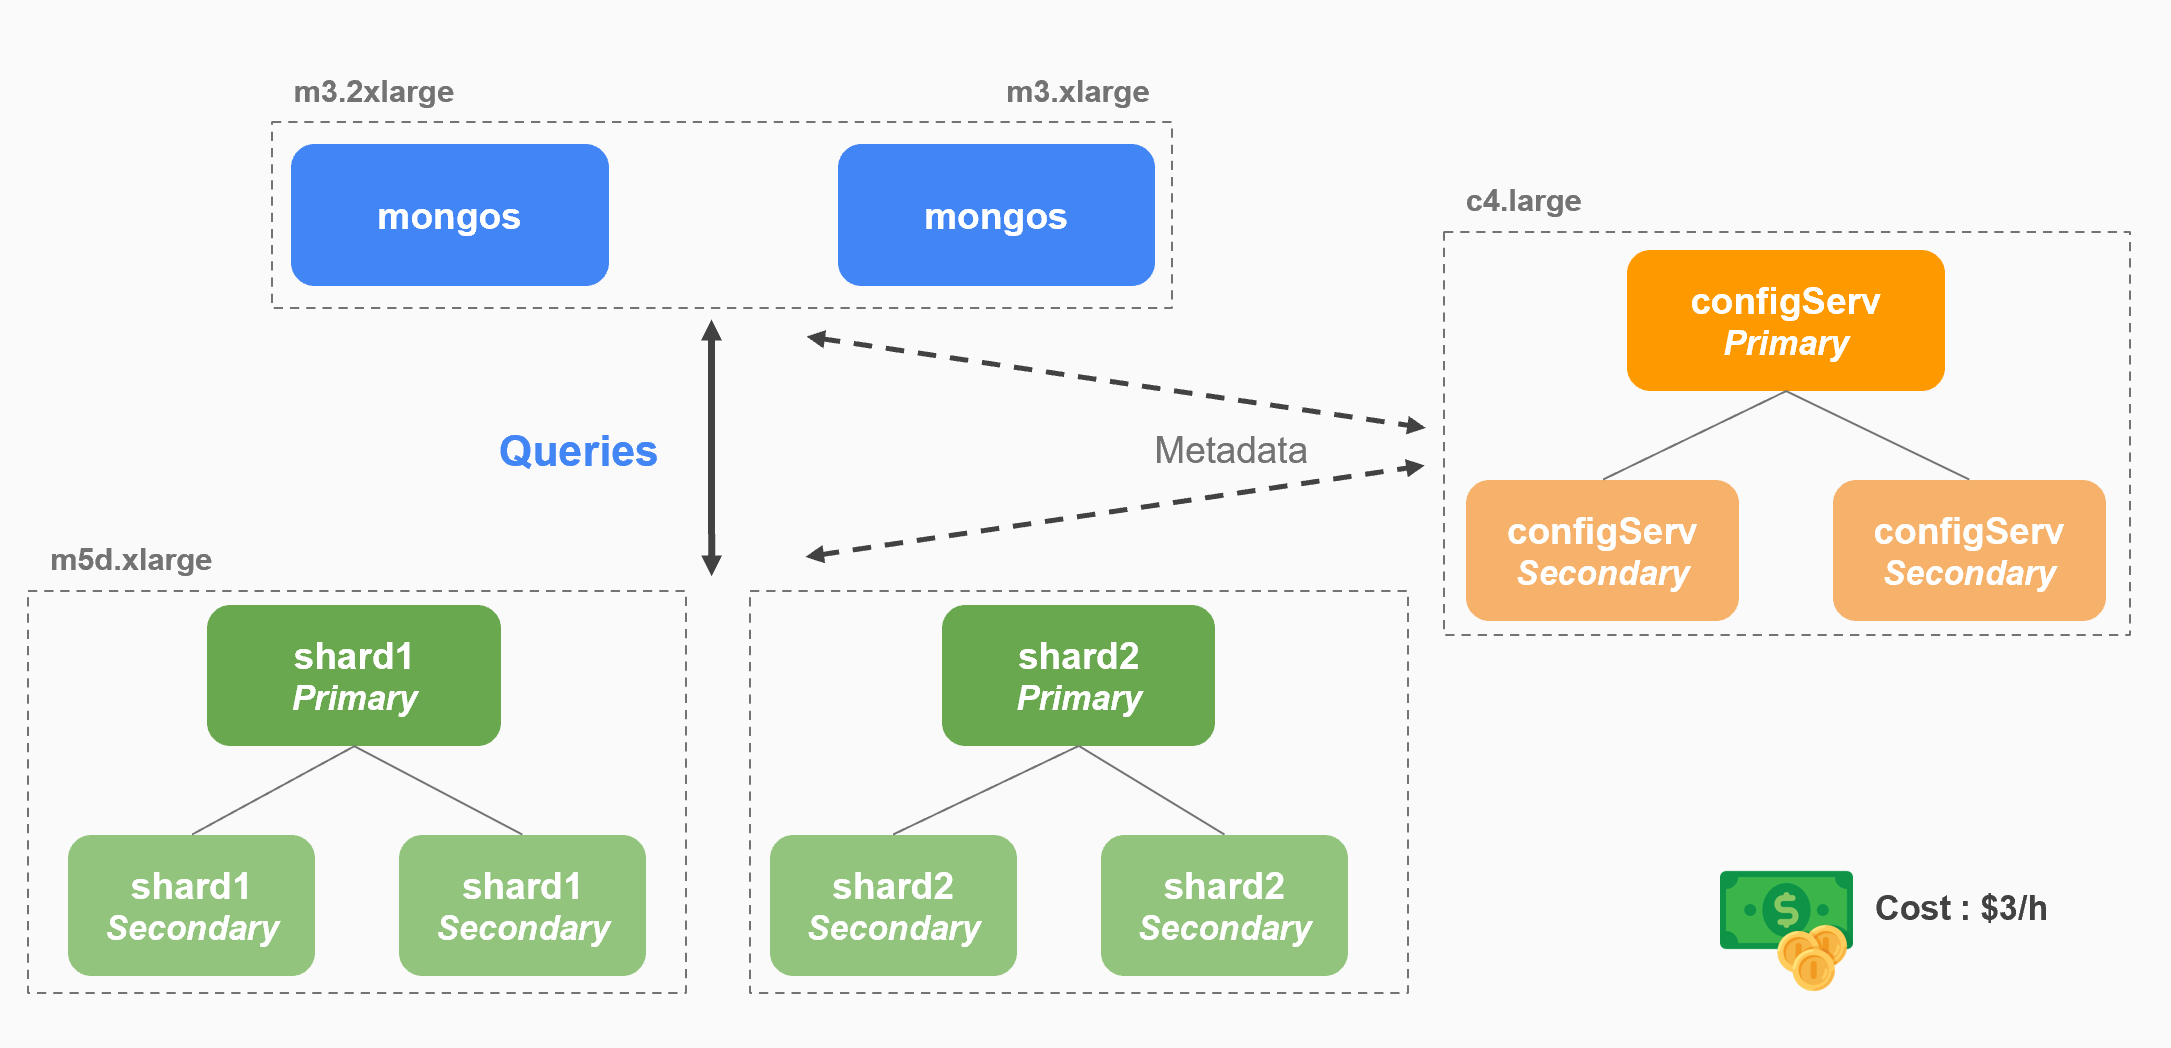 m3.2xlarge
m3.xlarge
mongos
mongos
c4.large
configServ
Primary
Queries
Metadata
configServ
Secondary
configServ
Secondary
m5d.xlarge
shard1
Primary
shard2
Primary
shard1
Secondary
shard1
Secondary
shard2
Secondary
shard2
Secondary
Cost : $3/h